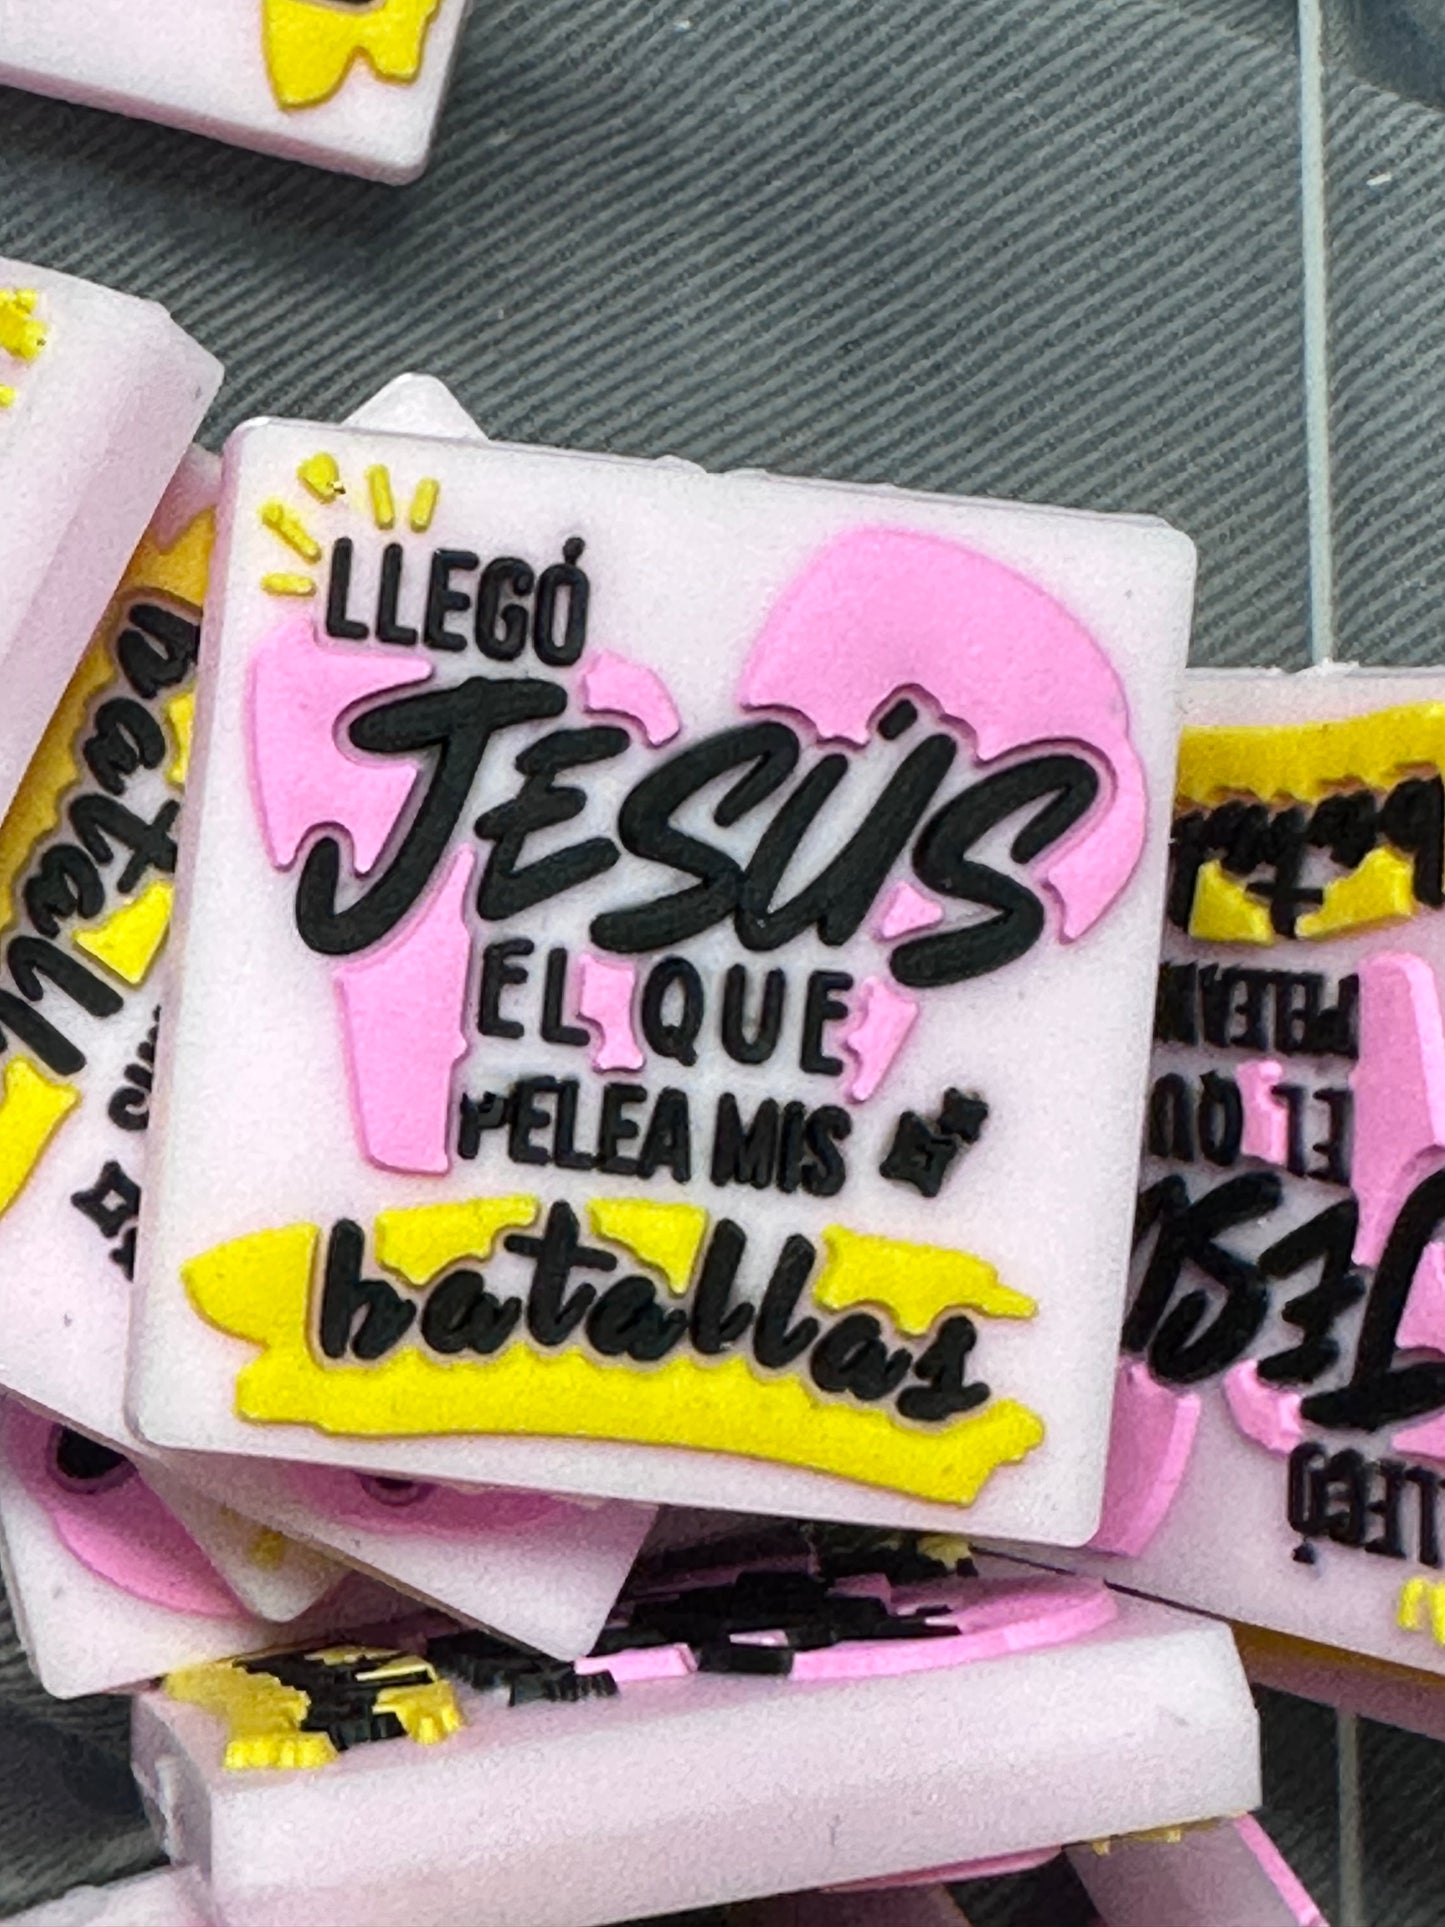 LLEGÓ
JESÚS
EL QUE
PELEA MIS
batallas